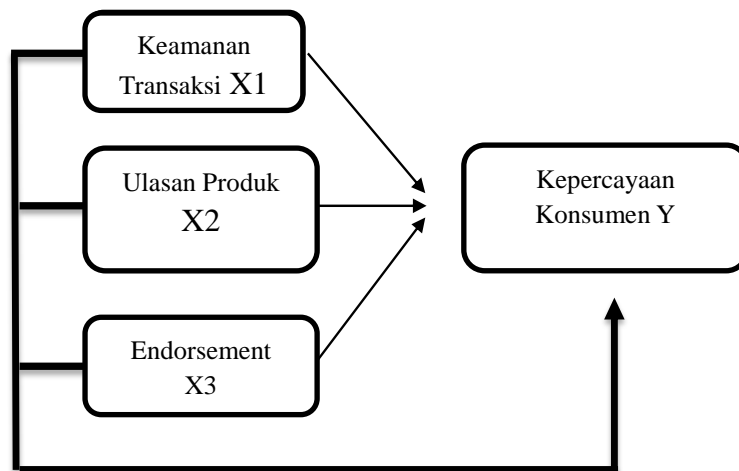 Keamanan
Transaksi X1
Ulasan Produk
X2
Kepercayaan
Konsumen Y
Endorsement
X3